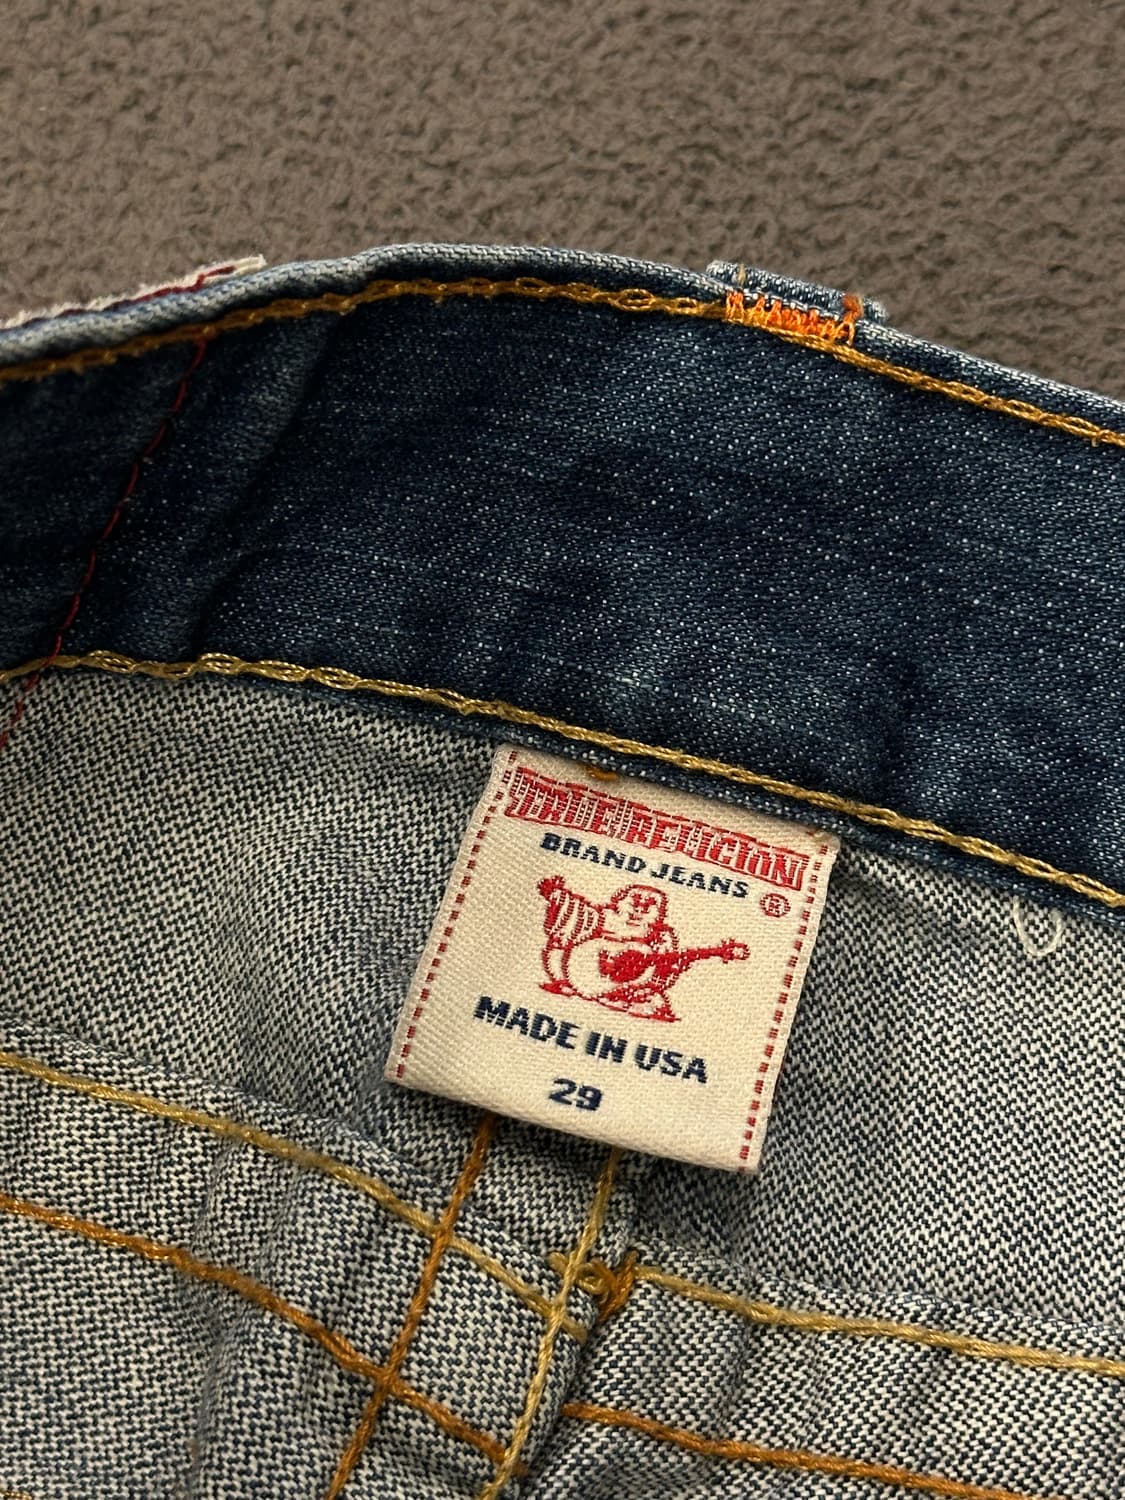 TRUE RELIGION
BRAND JEANS
®
MADE IN USA
29